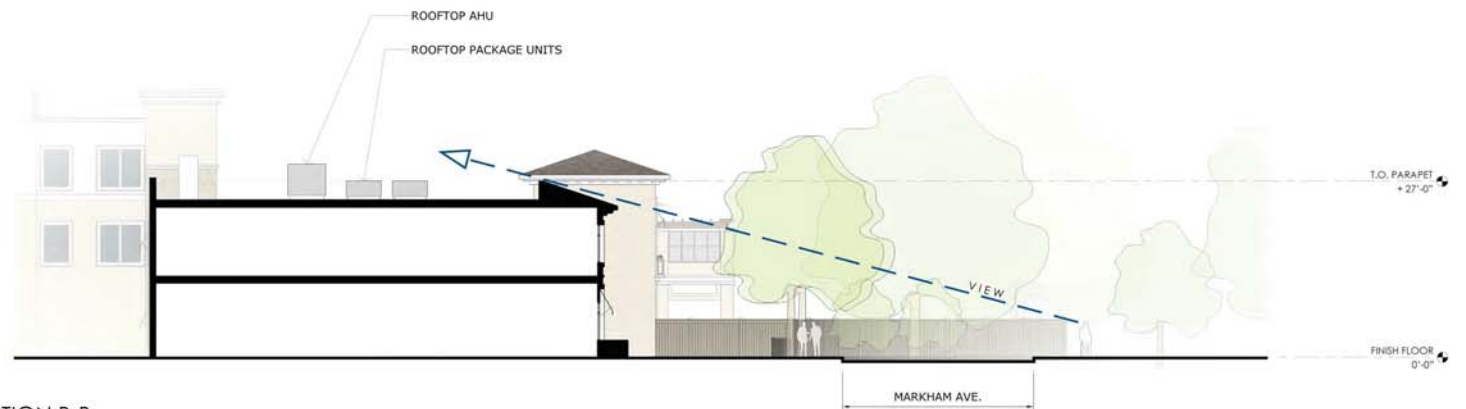 ROOFTOP AHU
ROOFTOP PACKAGE UNITS
T.O. PARAPET
+ 27'-0"
VIEW
FINISH FLOOR
0'-0"
MARKHAM AVE.